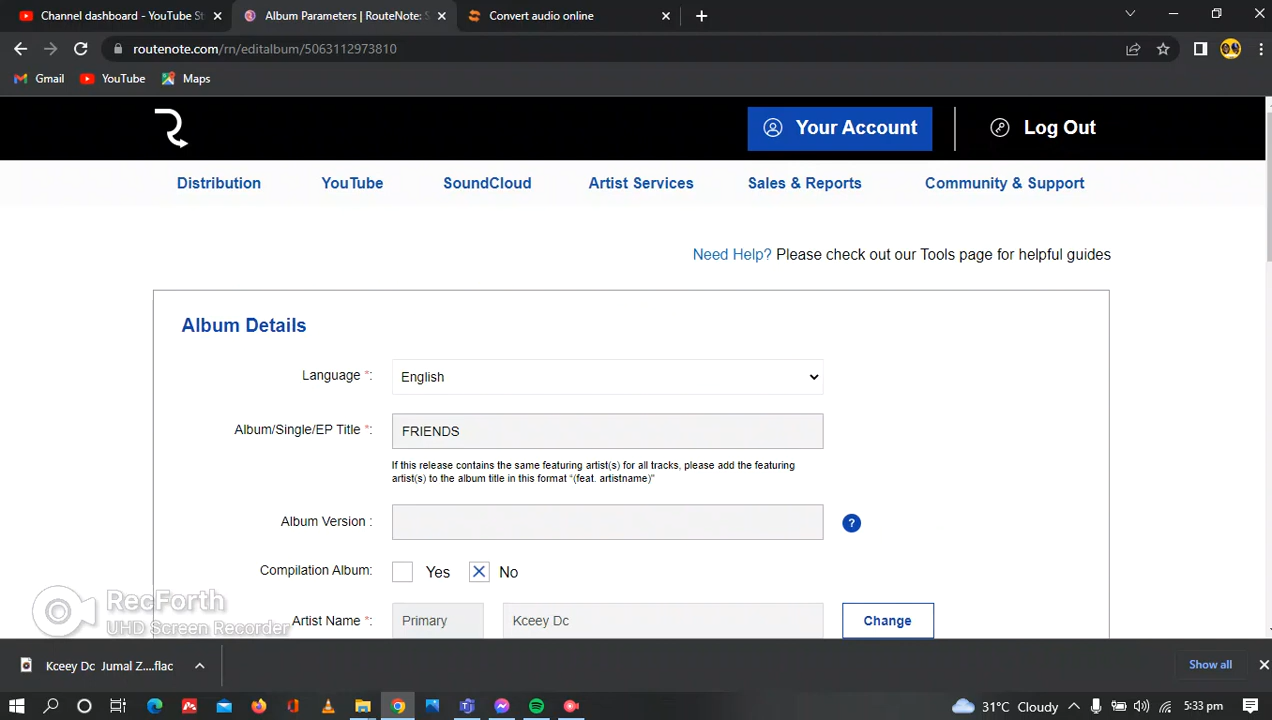 Channel dashboard - YouTube St
Album Parameters | RouteNote: S
Convert audio online
routenote.com/rn/editalbum/5063112973810
Gmail
YouTube
Maps
Your Account
Log Out
Distribution
YouTube
SoundCloud
Artist Services
Sales & Reports
Community & Support
Need Help? Please check out our Tools page for helpful guides
Album Details
Language *:
English
Album/Single/EP Title *:
FRIENDS
If this release contains the same featuring artist(s) for all tracks, please add the featuring
artist(s) to the album title in this format "(feat. artistname)"
Album Version :
?
Compilation Album:
Yes
No
Artist Name *:
Primary
Kceey Dc
Change
RecForth
UHD Screen Recorder
Kceey Dc Jumal Z....flac
Show all
31°C Cloudy
5:33 pm